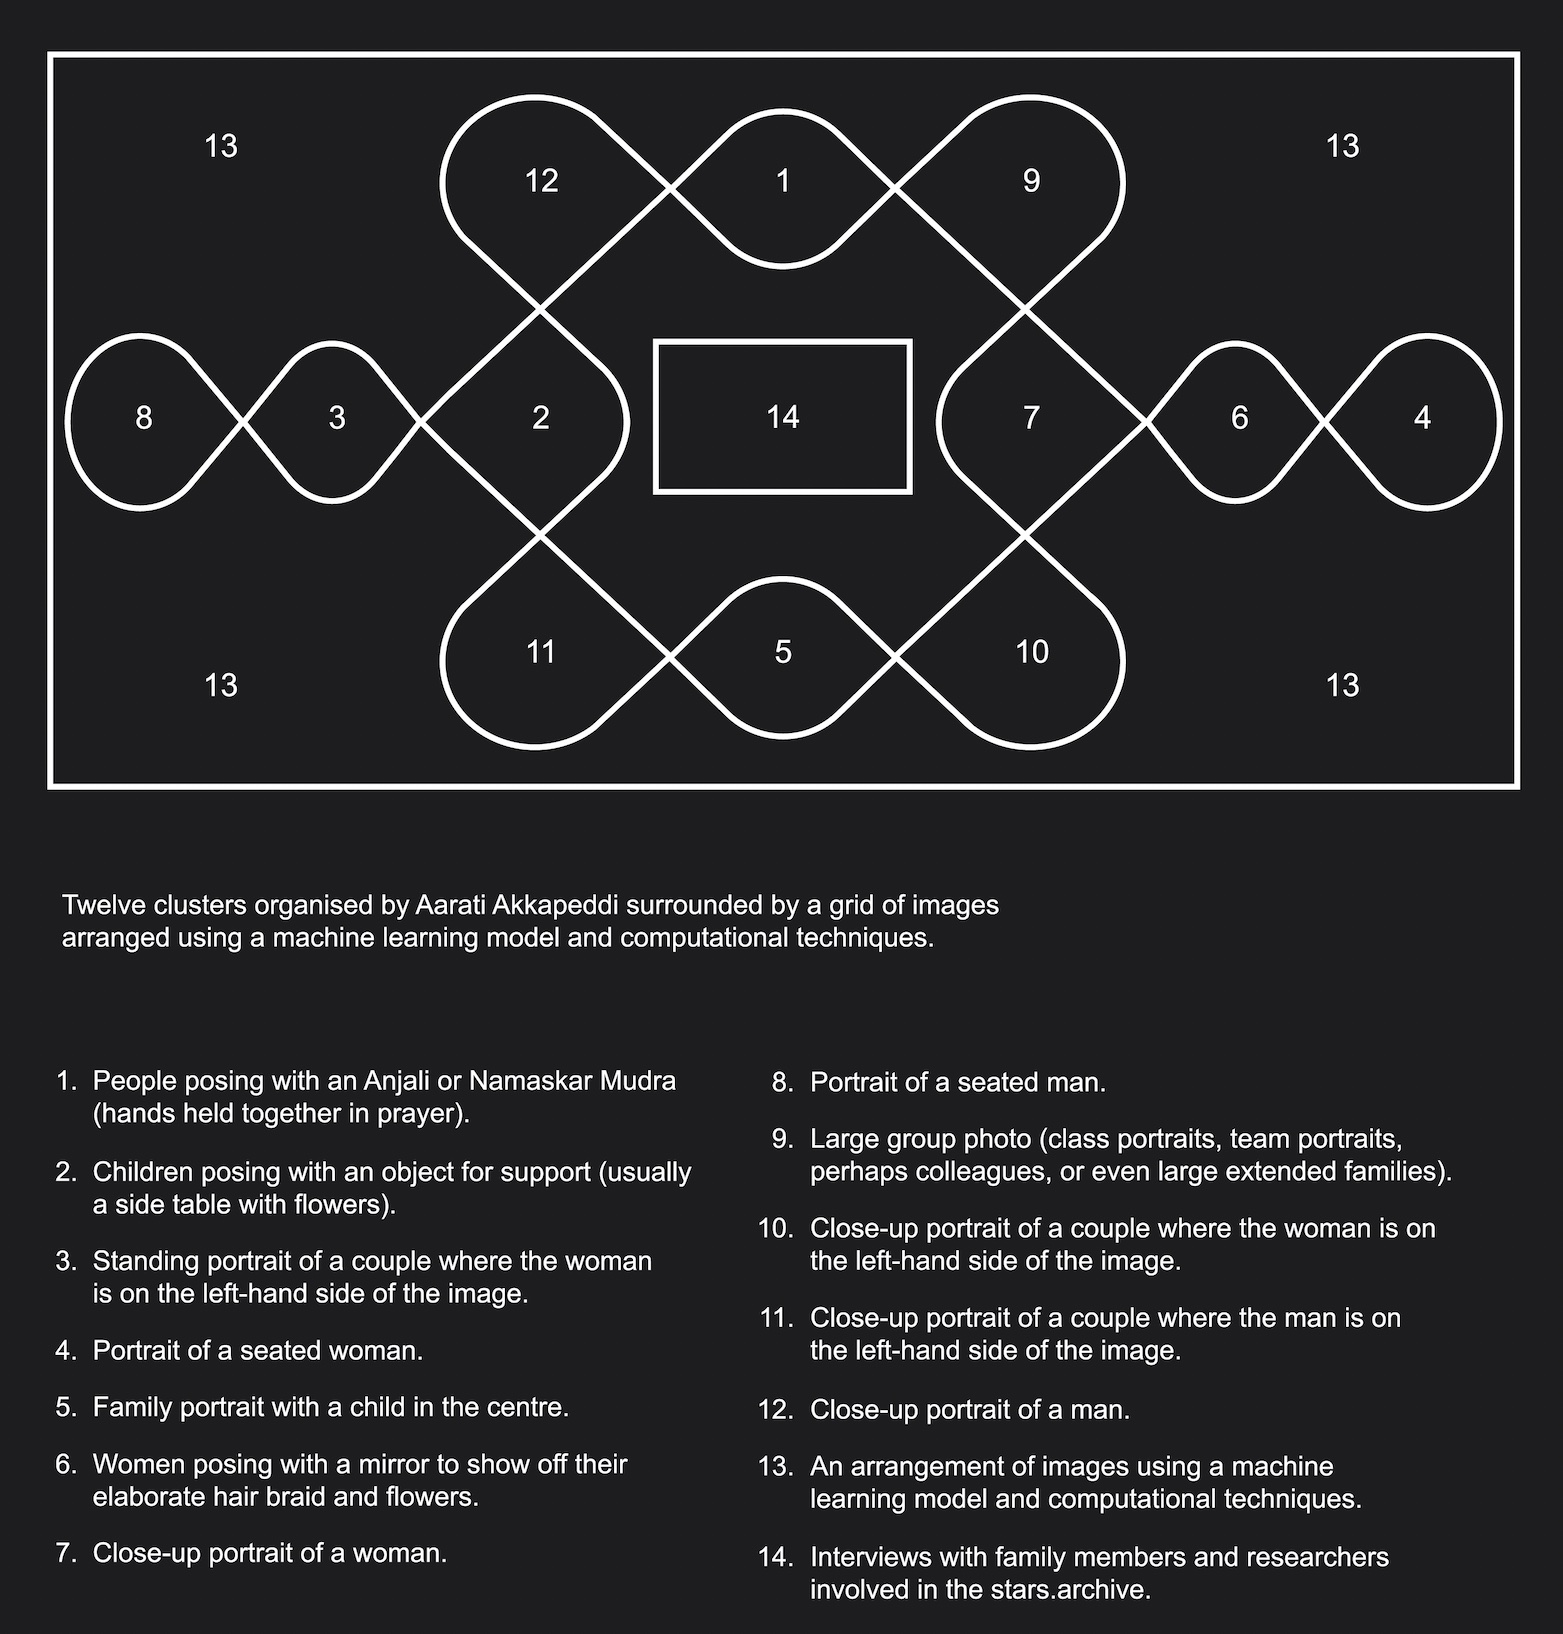 13
13
12
1
9
8
3
2
14
7
6
4
11
5
10
13
13
Twelve clusters organised by Aarati Akkapeddi surrounded by a grid of images
arranged using a machine learning model and computational techniques.
1. People posing with an Anjali or Namaskar Mudra
(hands held together in prayer).
2. Children posing with an object for support (usually
a side table with flowers).
3. Standing portrait of a couple where the woman
is on the left-hand side of the image.
4. Portrait of a seated woman.
5. Family portrait with a child in the centre.
6. Women posing with a mirror to show off their
elaborate hair braid and flowers.
7. Close-up portrait of a woman.
8. Portrait of a seated man.
9. Large group photo (class portraits, team portraits,
perhaps colleagues, or even large extended families).
10. Close-up portrait of a couple where the woman is on
the left-hand side of the image.
11. Close-up portrait of a couple where the man is on
the left-hand side of the image.
12. Close-up portrait of a man.
13. An arrangement of images using a machine
learning model and computational techniques.
14. Interviews with family members and researchers
involved in the stars.archive.